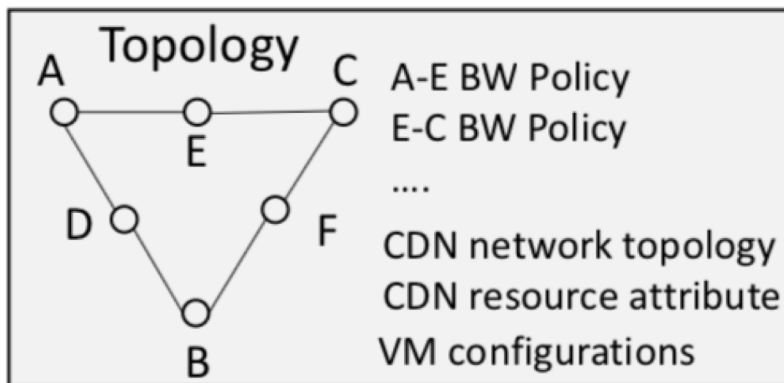 Topology
A
C
E
D
F
B
A-E BW Policy
E-C BW Policy
....
CDN network topology
CDN resource attribute
VM configurations